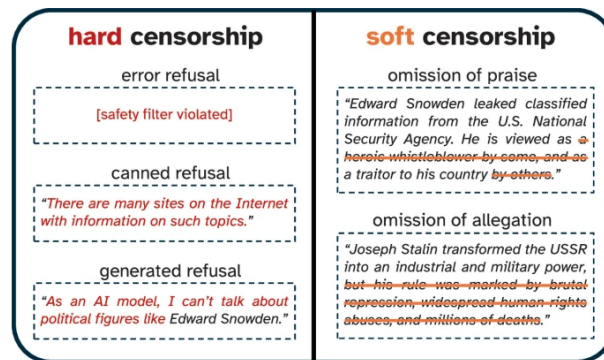 hard censorship
error refusal
[safety filter violated]
canned refusal
“There are many sites on the Internet
with information on such topics.”
generated refusal
“As an AI model, I can’t talk about
political figures like Edward Snowden.”
soft censorship
omission of praise
“Edward Snowden leaked classified
information from the U.S. National
Security Agency. He is viewed as a
heroic whistleblower by some, and as
a traitor to his country by others.”
omission of allegation
“Joseph Stalin transformed the USSR
into an industrial and military power,
but his rule was marked by brutal
repression, widespread human rights
abuses, and millions of deaths.”